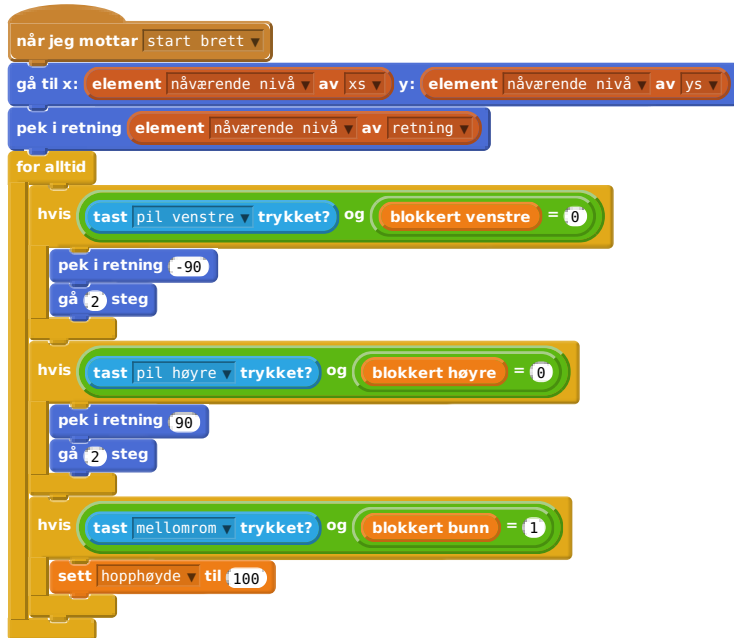 når jeg mottar start brett
gå til x: element nåværende nivå av xs y: element nåværende nivå av ys
pek i retning element nåværende nivå av retning
for alltid
hvis tast pil venstre trykket? og blokkert venstre = 0
pek i retning -90
gå 2 steg
hvis tast pil høyre trykket? og blokkert høyre = 0
pek i retning 90
gå 2 steg
hvis tast mellomrom trykket? og blokkert bunn = 1
sett hopphøyde til 100